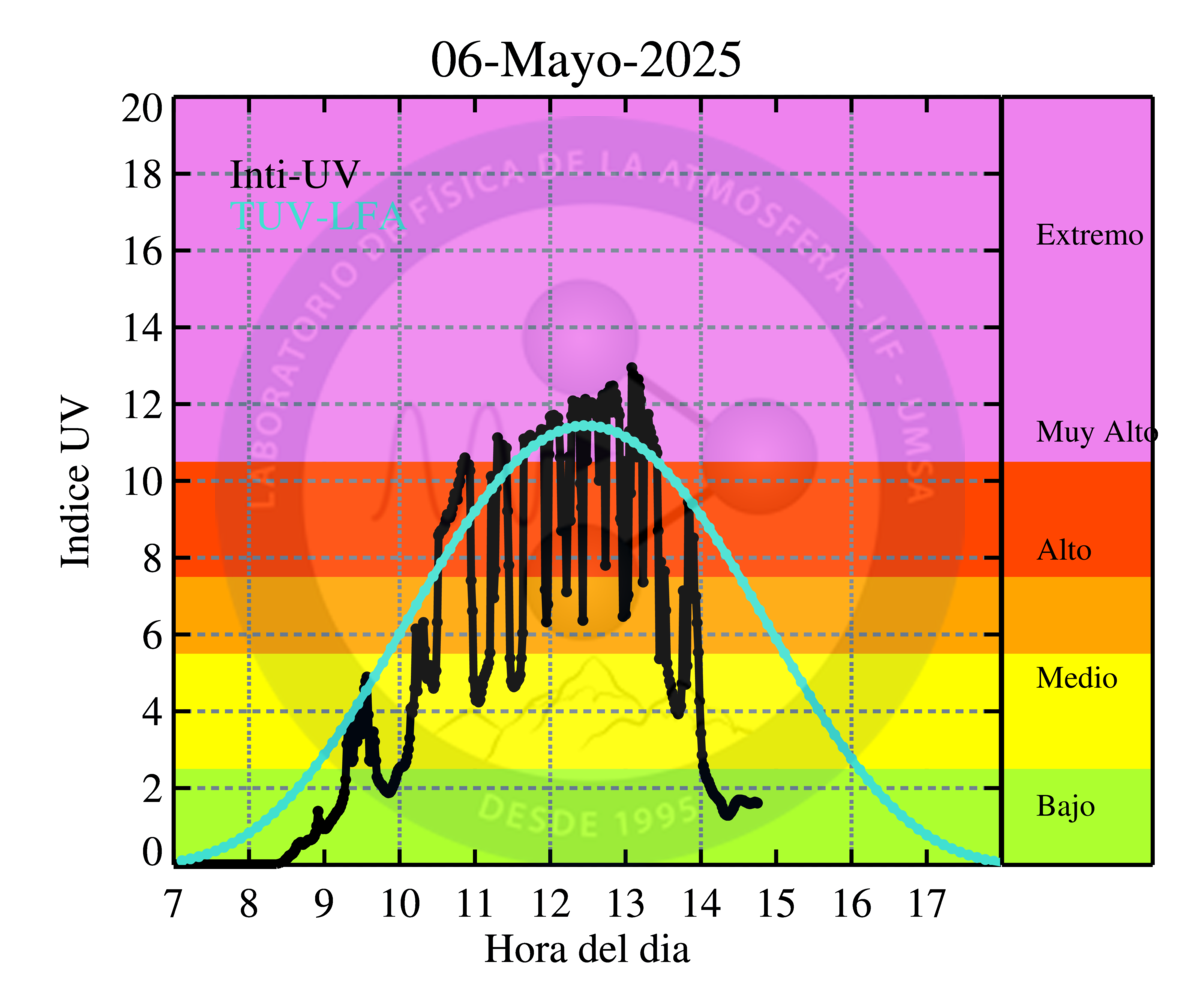 06-Mayo-2025
20
18
16
14
12
10
8
6
4
2
0
Indice UV
Inti-UV
TUV-LFA
LABORATORIO DE FÍSICA DE LA ATMÓSFERA - IIF - UMSA
DESDE 1995
Extremo
Muy Alto
Alto
Medio
Bajo
7 8 9 10 11 12 13 14 15 16 17
Hora del dia